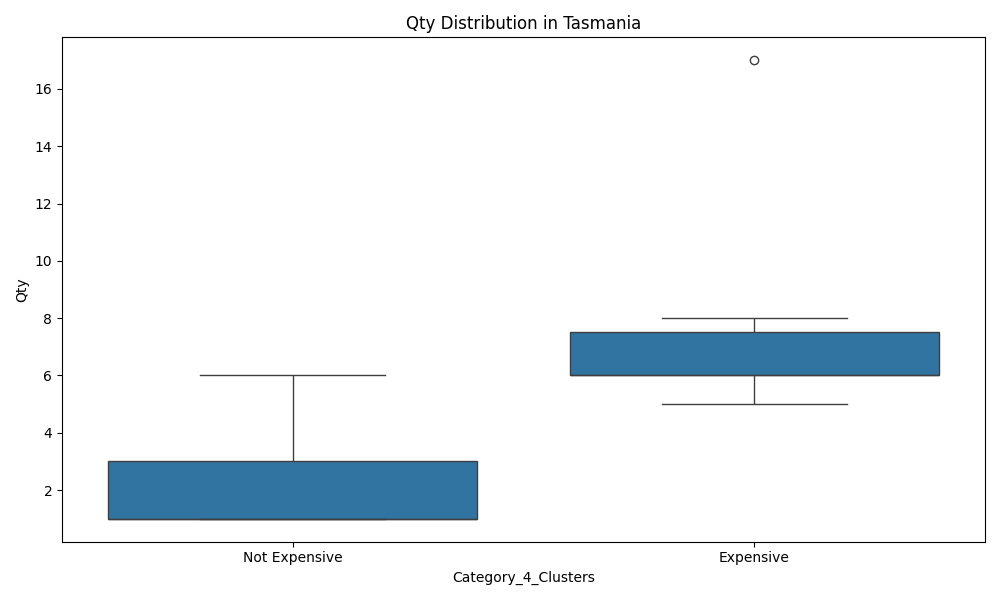 Qty Distribution in Tasmania
Qty
16
14
12
10
8
6
4
2
Not Expensive
Expensive
Category_4_Clusters